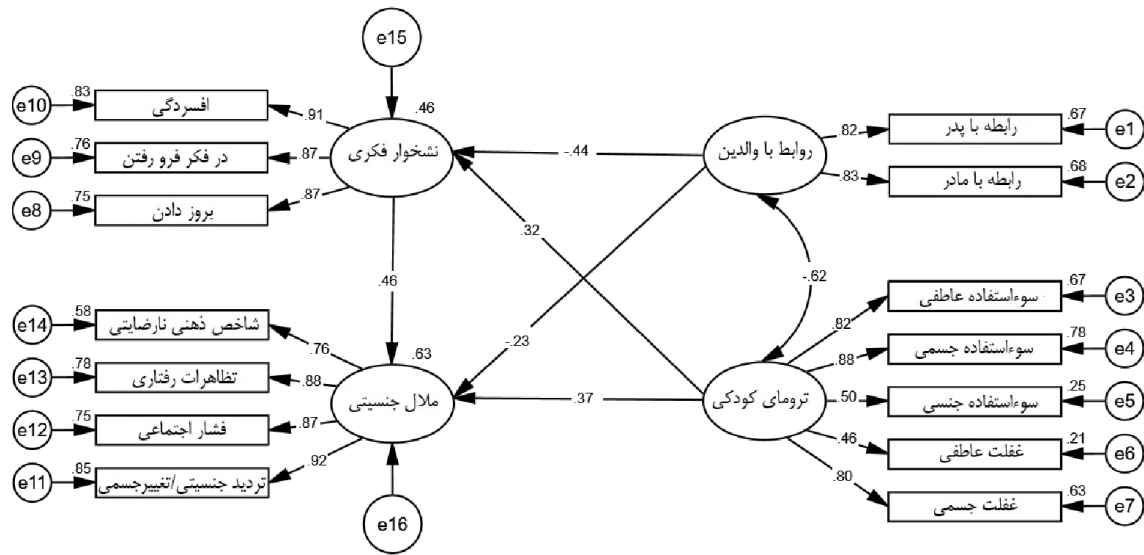 e15
.46
.83
e10
افسردگی
.91
.76
e9
در فکر فرو رفتن
.87
نشخوار فکری
.75
e8
بروز دادن
.87
-.44
روابط با والدین
.82
رابطه با پدر
.67
e1
.83
رابطه با مادر
.68
e2
.32
.46
-.62
-.23
.37
.58
e14
شاخص ذهنی نارضایتی
.76
.63
.78
e13
تظاهرات رفتاری
.88
ملال جنسیتی
.75
e12
فشار اجتماعی
.87
.85
e11
تردید جنسیتی/تغییرجسمی
.92
e16
ترومای کودکی
.82
سوءاستفاده عاطفی
.67
e3
.88
سوءاستفاده جسمی
.78
e4
.50
سوءاستفاده جنسی
.25
e5
.46
غفلت عاطفی
.21
e6
.80
غفلت جسمی
.63
e7